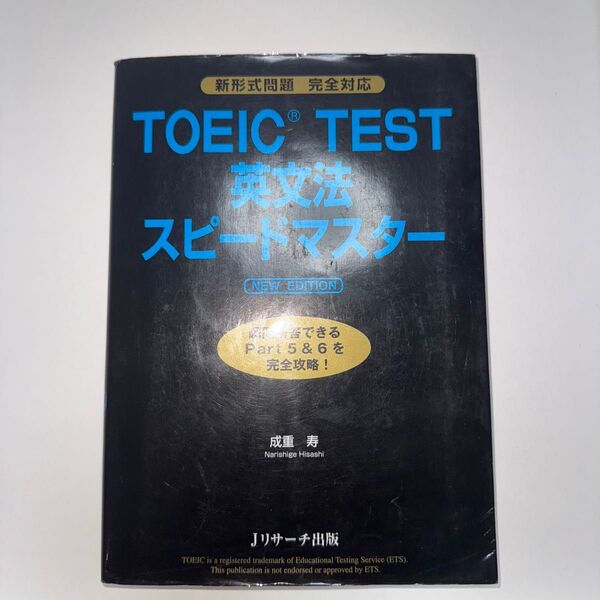 新形式問題 完全対応
TOEIC® TEST
英文法
スピードマスター
NEW EDITION
できる
Part 5 & 6 を
完全攻略！
成重 寿
Narishige Hisashi
Jリサーチ出版
TOEIC is a registered trademark of Educational Testing Service (ETS).
This publication is not endorsed or approved by ETS.